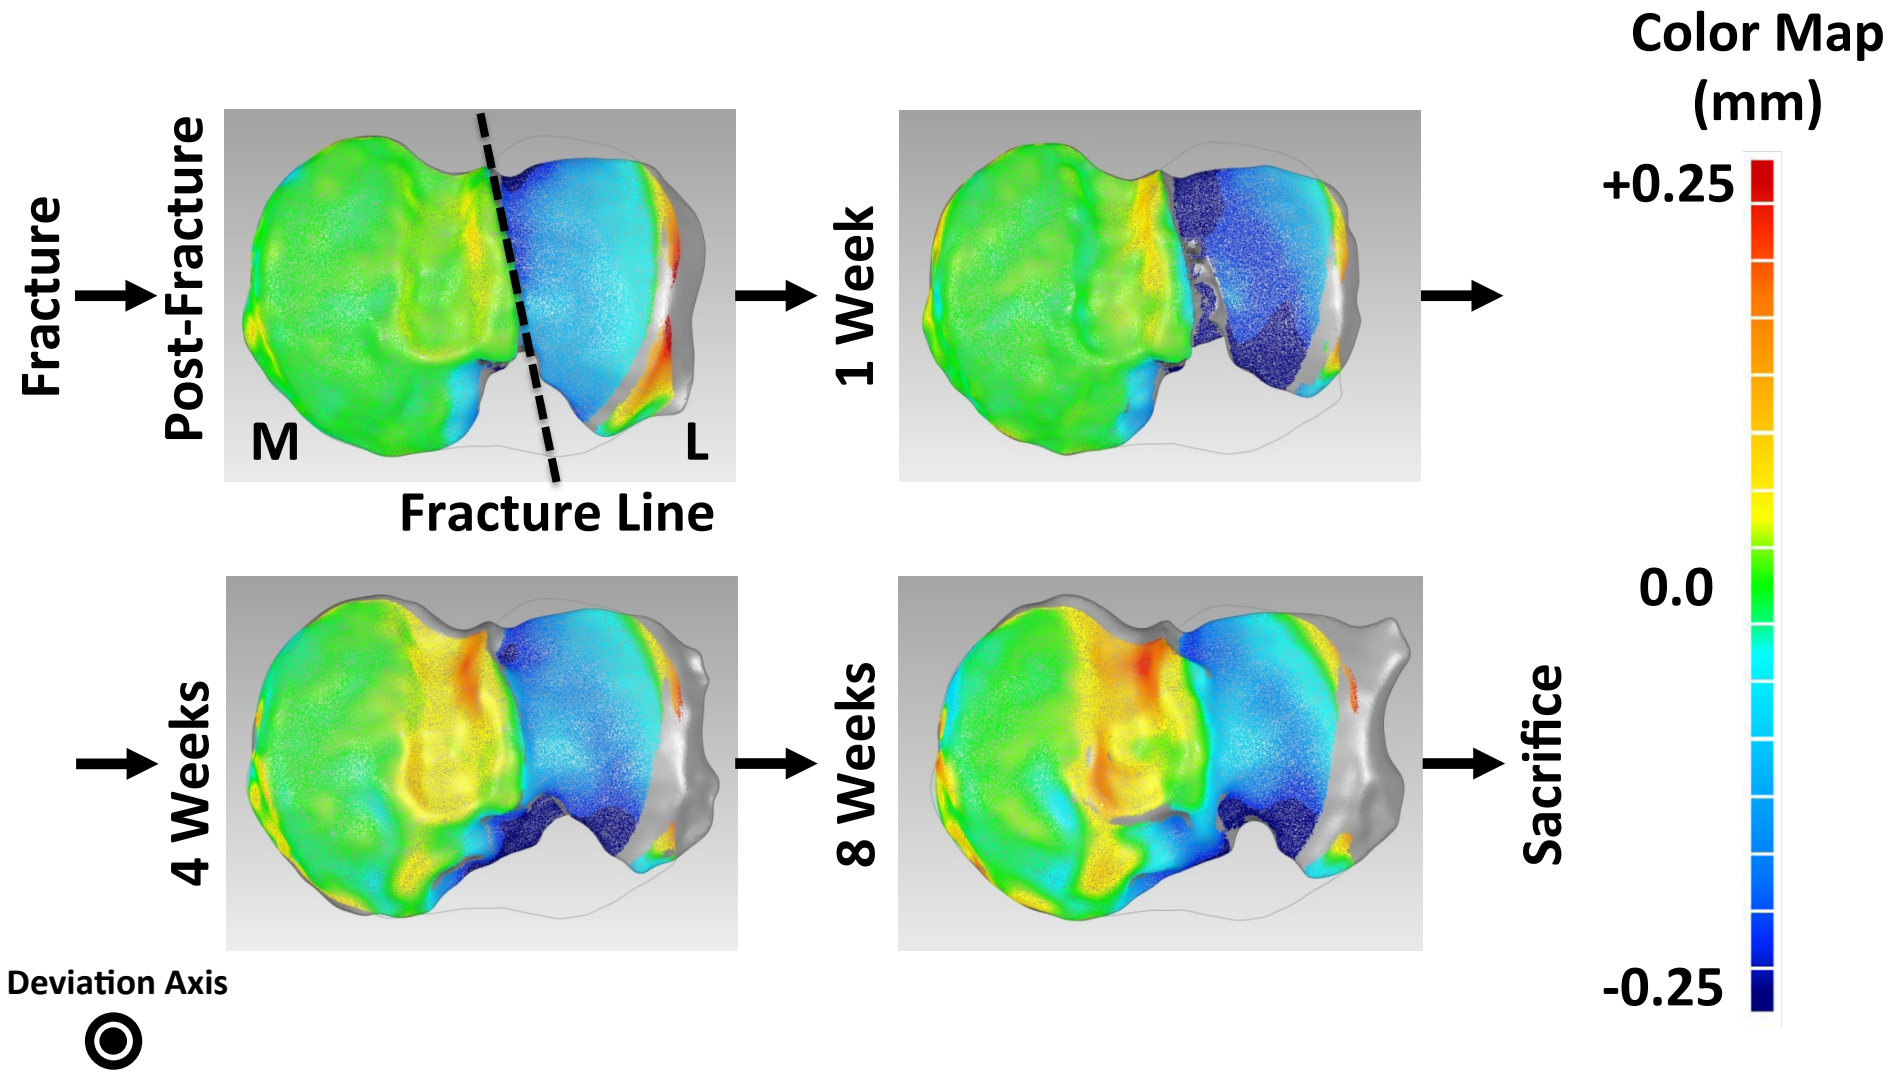 Color Map
(mm)
Fracture
Post-Fracture
M
L
Fracture Line
1 Week
4 Weeks
8 Weeks
Sacrifice
+0.25
0.0
-0.25
Deviation Axis